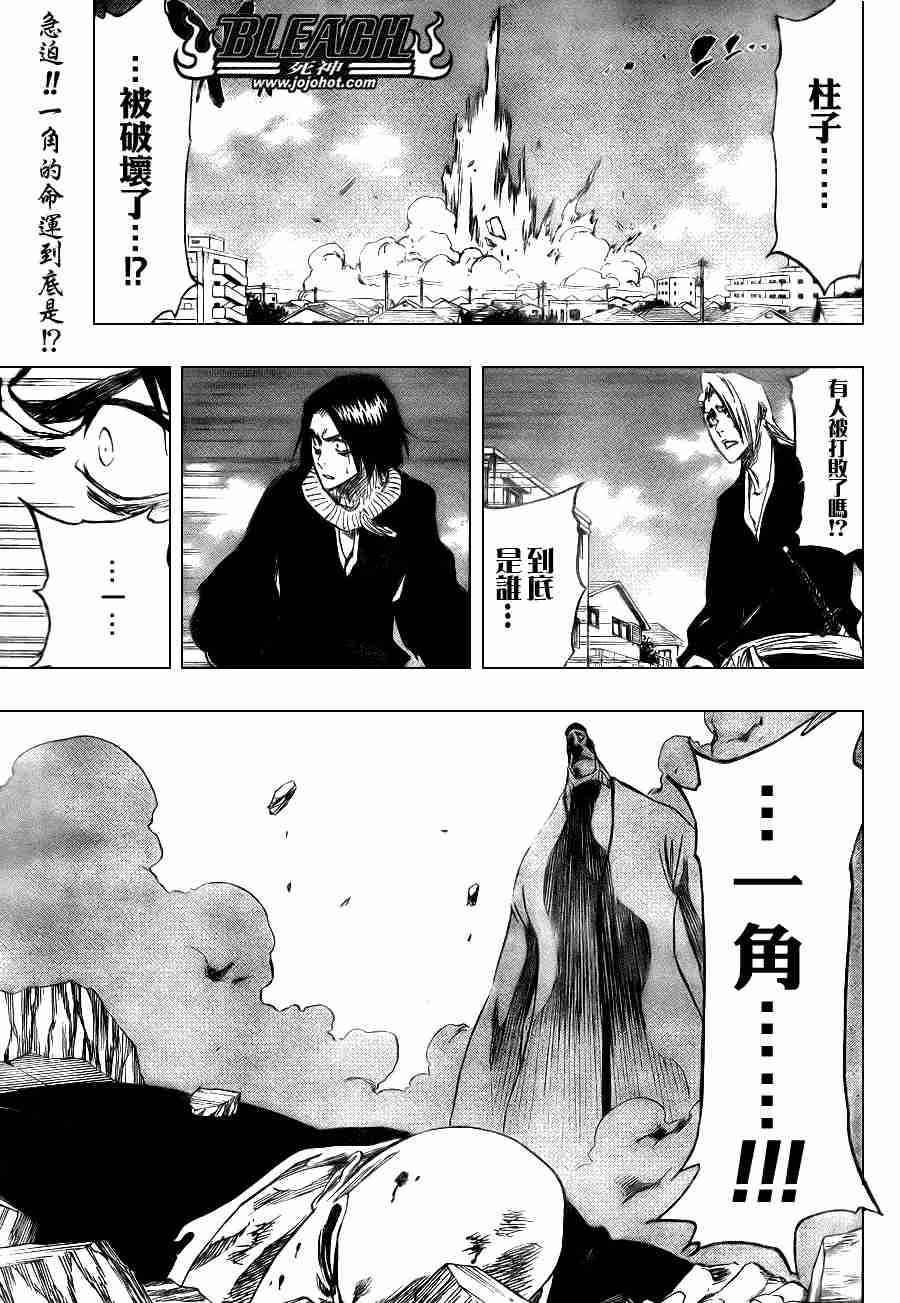 BLEACH
死神
www.jojohot.com
柱子………
…被破壞了…!?
急迫!!一角的命運到底是!?
有人被打敗了嗎!?
到底
是誰…
…一…
…一角………!!!